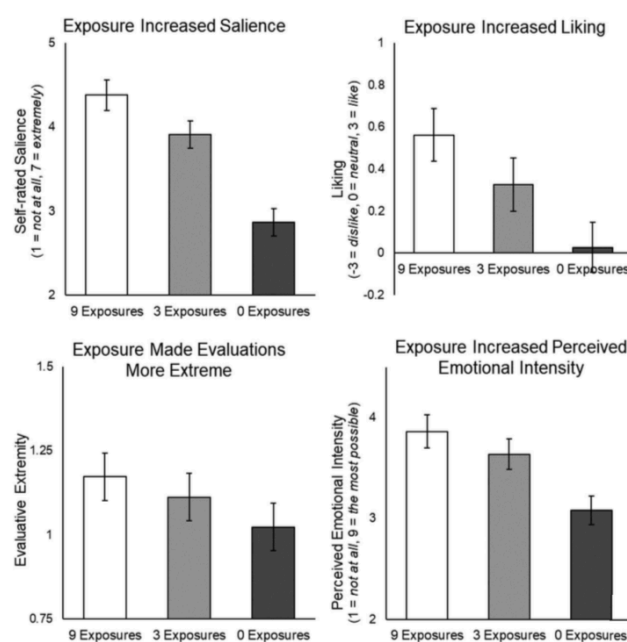 Exposure Increased Salience
5
4
3
2
Self-rated Salience
(1 = not at all, 7 = extremely)
9 Exposures 3 Exposures 0 Exposures
Exposure Increased Liking
1
0.8
0.6
0.4
0.2
0
-0.2
Liking
(-3 = dislike, 0 = neutral, 3 = like)
9 Exposures 3 Exposures 0 Exposures
Exposure Made Evaluations
More Extreme
1.5
1.25
1
0.75
Evaluative Extremity
9 Exposures 3 Exposures 0 Exposures
Exposure Increased Perceived
Emotional Intensity
4
3
2
Perceived Emotional Intensity
(1 = not at all, 9 = the most possible)
9 Exposures 3 Exposures 0 Exposures